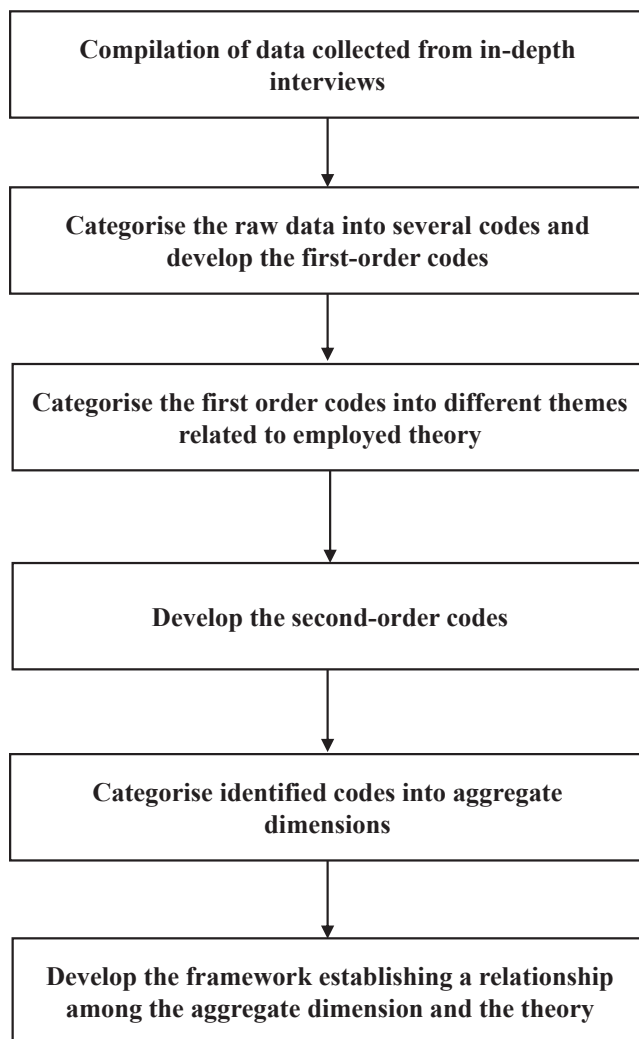 Compilation of data collected from in-depth
interviews
Categorise the raw data into several codes and
develop the first-order codes
Categorise the first order codes into different themes
related to employed theory
Develop the second-order codes
Categorise identified codes into aggregate
dimensions
Develop the framework establishing a relationship
among the aggregate dimension and the theory